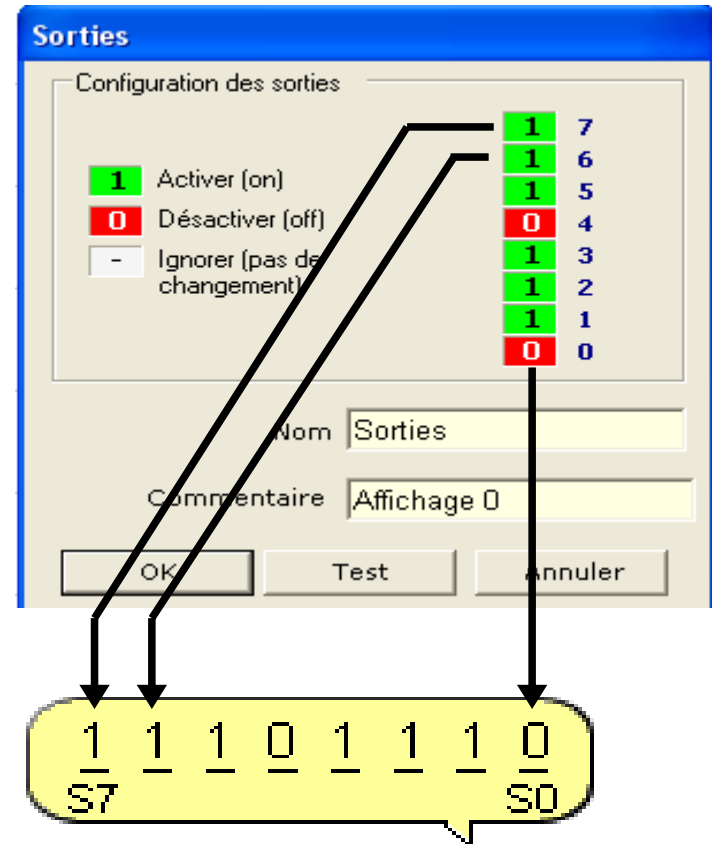 Sorties
Configuration des sorties
1 Activer (on)
0 Désactiver (off)
- Ignorer (pas de
changement)
1 7
1 6
1 5
0 4
1 3
1 2
1 1
0 0
Nom Sorties
Commentaire Affichage 0
OK Test Annuler
1 1 1 0 1 1 1 0
S7 S0